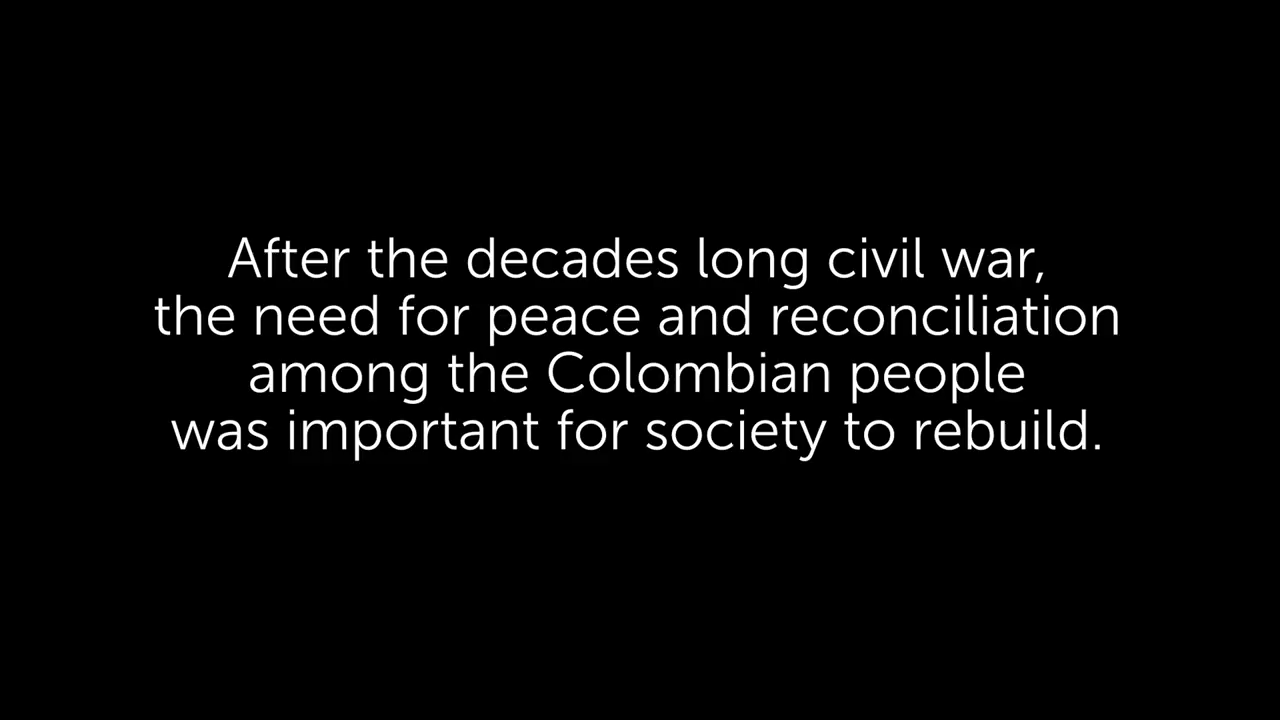 After the decades long civil war,
the need for peace and reconciliation
among the Colombian people
was important for society to rebuild.